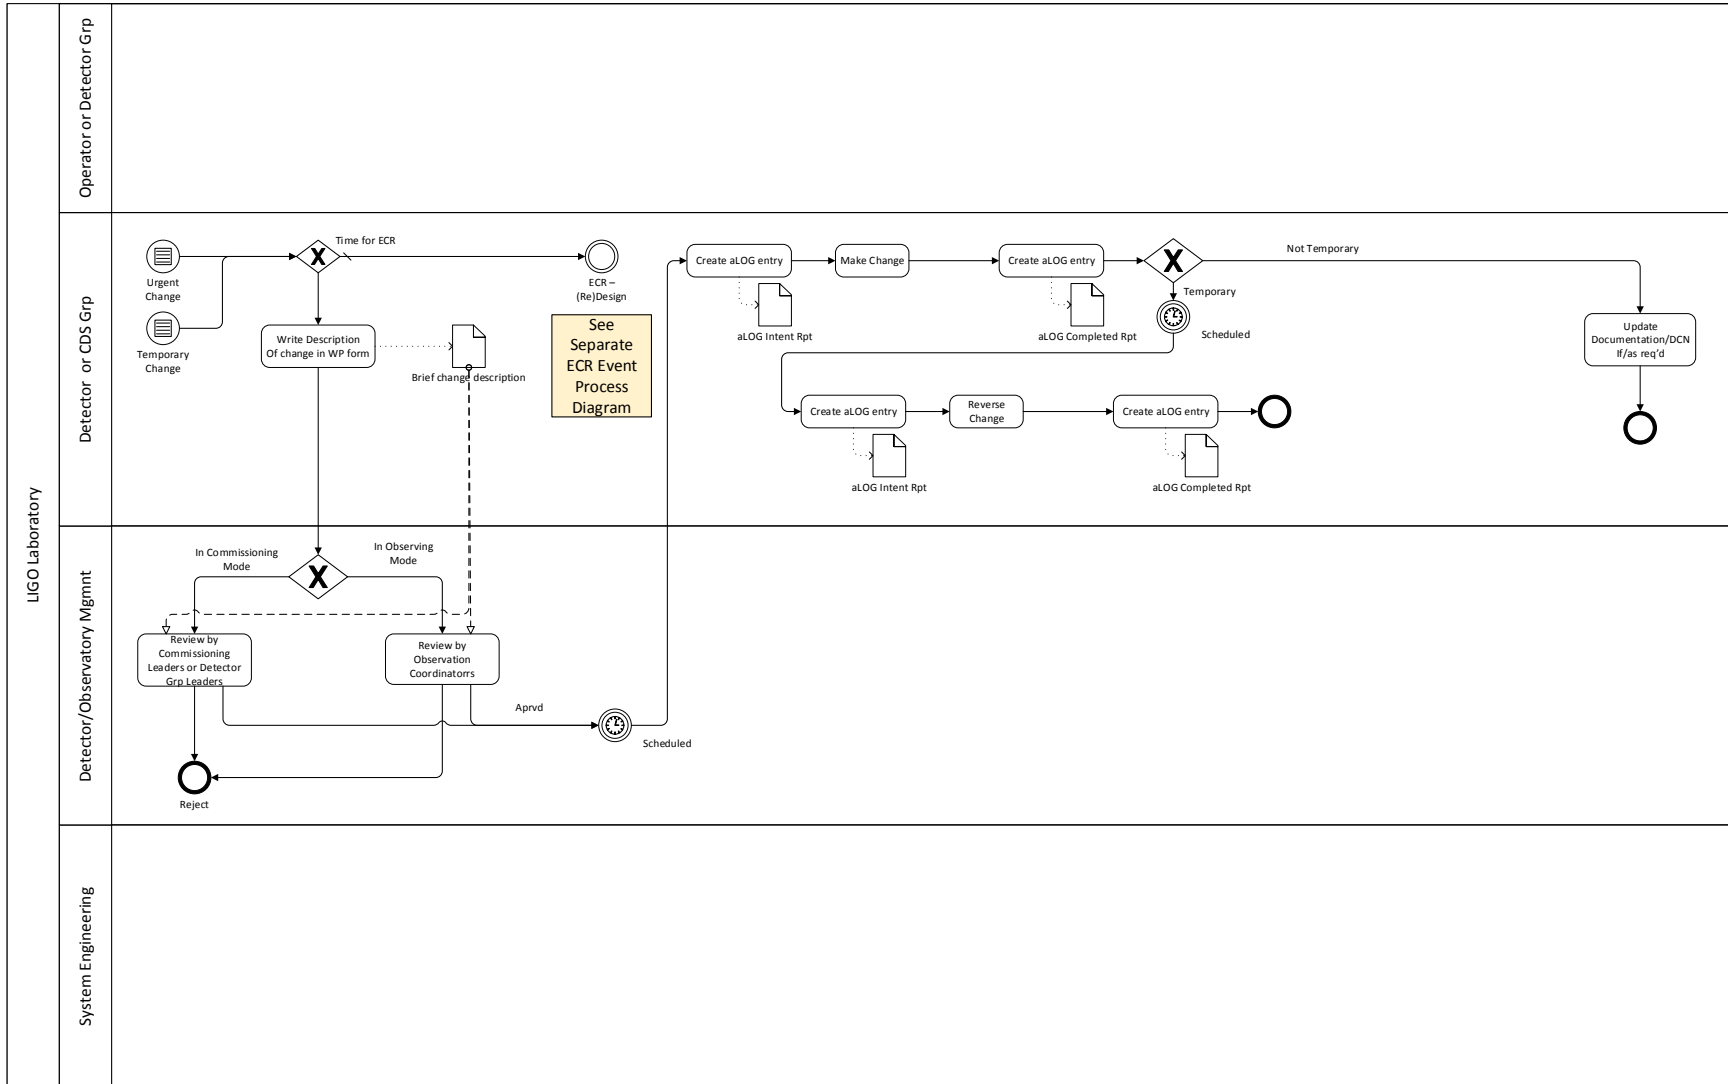 LIGO Laboratory
Operator or Detector Grp
Detector or CDS Grp
Detector/Observatory Mgmnt
System Engineering
Urgent
Change
Temporary
Change
Time for ECR
ECR –
(Re)Design
Write Description
Of change in WP form
Brief change description
See
Separate
ECR Event
Process
Diagram
Create aLOG entry
aLOG Intent Rpt
Make Change
Create aLOG entry
aLOG Completed Rpt
Not Temporary
Temporary
Scheduled
Update
Documentation/DCN
If/as req'd
Create aLOG entry
aLOG Intent Rpt
Reverse
Change
Create aLOG entry
aLOG Completed Rpt
In Commissioning
Mode
In Observing
Mode
Review by
Commissioning
Leaders or Detector
Grp Leaders
Review by
Observation
Coordinatorrs
Aprvd
Scheduled
Reject